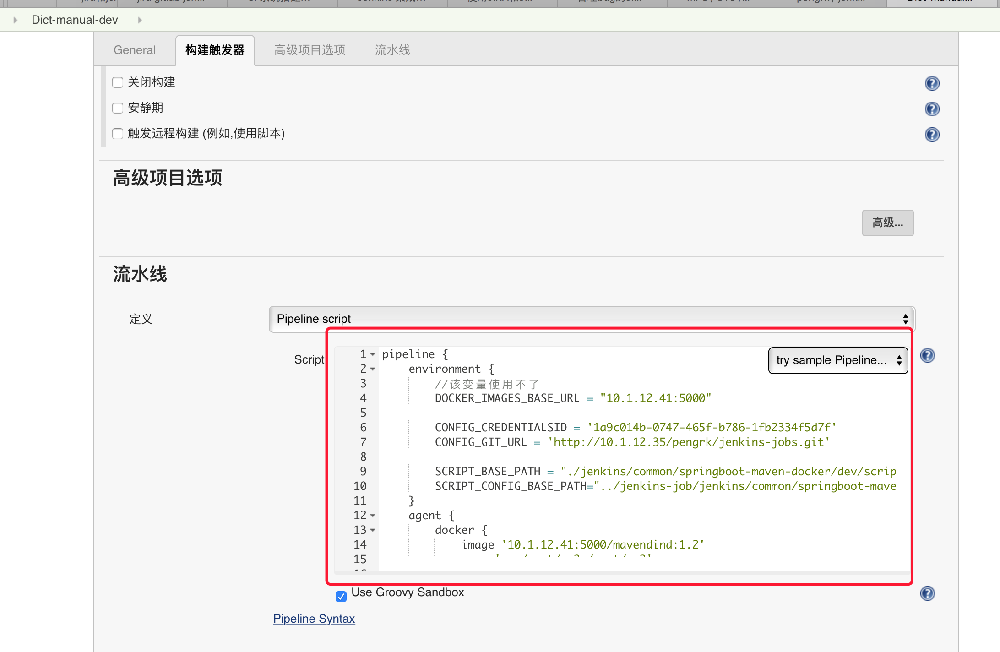 Dict-manual-dev
General 构建触发器 高级项目选项 流水线
关闭构建
安静期
触发远程构建 (例如,使用脚本)
高级项目选项
高级...
流水线
定义 Pipeline script
Script
try sample Pipeline...
1 pipeline {
2 environment {
3 //该变量使用不了
4 DOCKER_IMAGES_BASE_URL = "10.1.12.41:5000"
5
6 CONFIG_CREDENTIALSID = '1a9c014b-0747-465f-b786-1fb2334f5d7f'
7 CONFIG_GIT_URL = 'http://10.1.12.35/pengrk/jenkins-jobs.git'
8
9 SCRIPT_BASE_PATH = "./jenkins/common/springboot-maven-docker/dev/scrip
10 SCRIPT_CONFIG_BASE_PATH="../jenkins-job/jenkins/common/springboot-mave
11 }
12 agent {
13 docker {
14 image '10.1.12.41:5000/mavendind:1.2'
15
Use Groovy Sandbox
Pipeline Syntax